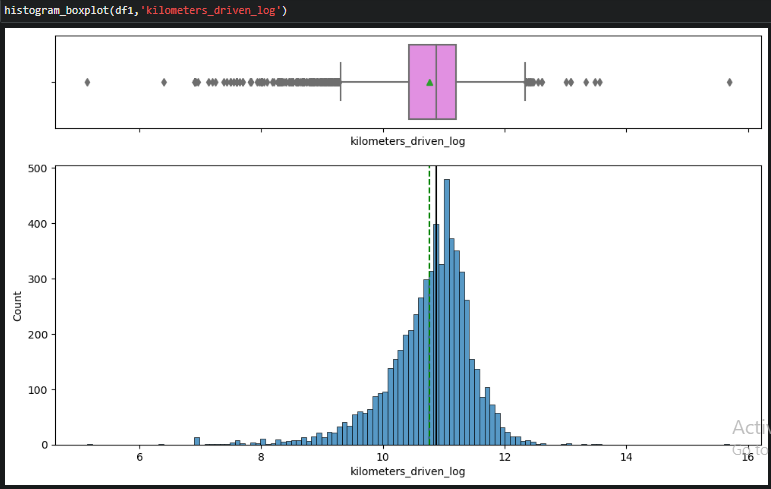 histogram_boxplot(df1,'kilometers_driven_log')
kilometers_driven_log
500
400
300
200
100
0
Count
6 8 10 12 14 16
kilometers_driven_log
Activ
Go to